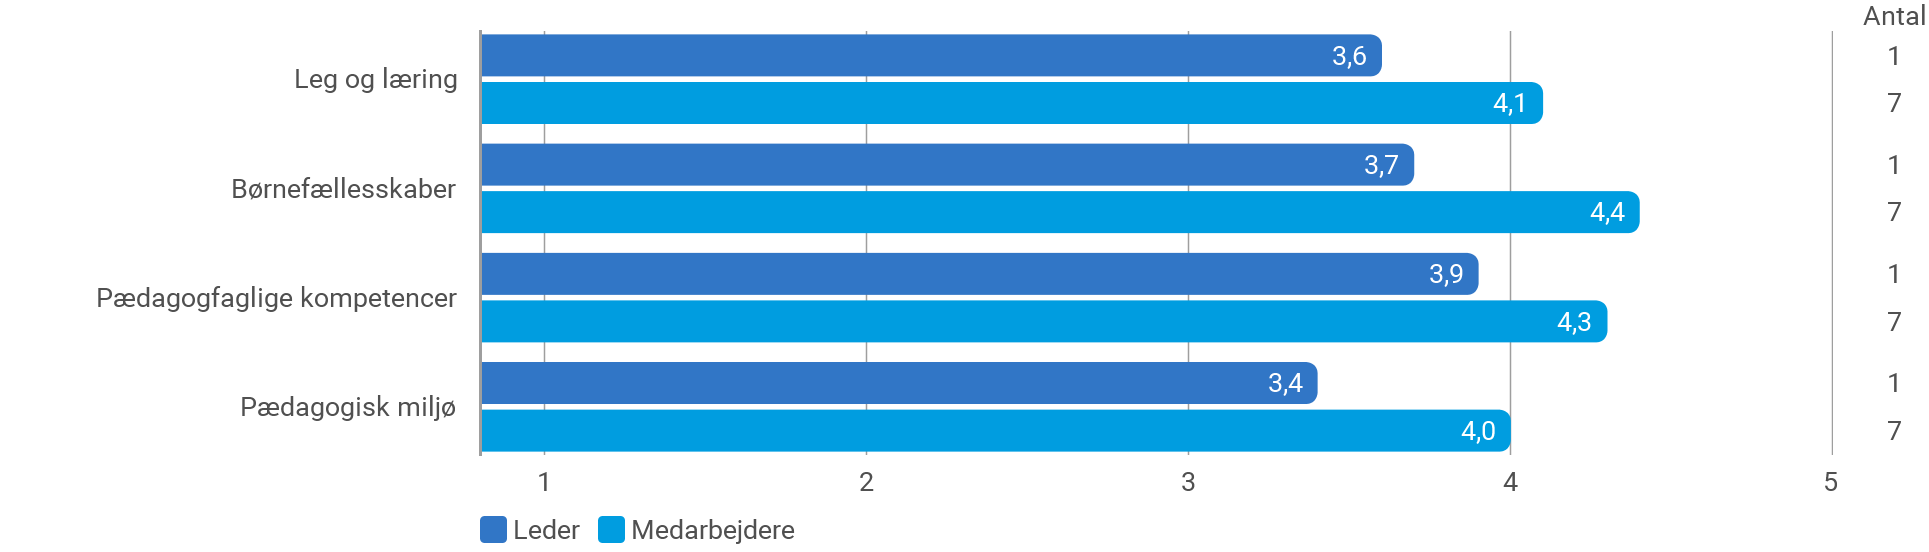 Antal
Leg og læring
3,6
1
4,1
7
Børnefællesskaber
3,7
1
4,4
7
Pædagogfaglige kompetencer
3,9
1
4,3
7
Pædagogisk miljø
3,4
1
4,0
7
1 2 3 4 5
Leder Medarbejdere